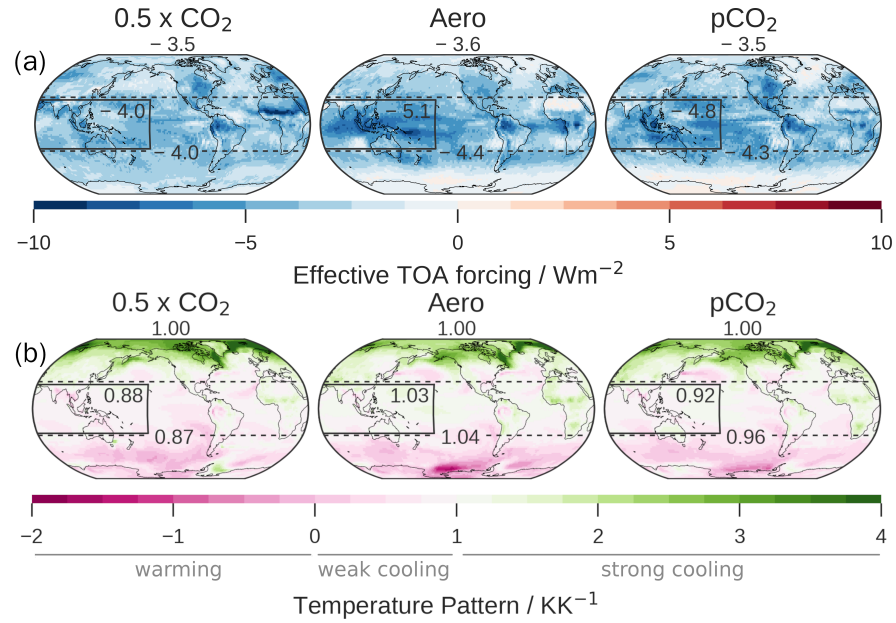 0.5 x CO₂ Aero pCO₂
− 3.5 − 3.6 − 3.5
(a)
− 4.0 − 5.1 − 4.8
− 4.0 − 4.4 − 4.3
−10 −5 0 5 10
Effective TOA forcing / Wm⁻²
0.5 x CO₂ Aero pCO₂
1.00 1.00 1.00
(b)
0.88 1.03 0.92
0.87 1.04 0.96
−2 −1 0 1 2 3 4
warming weak cooling strong cooling
Temperature Pattern / KK⁻¹